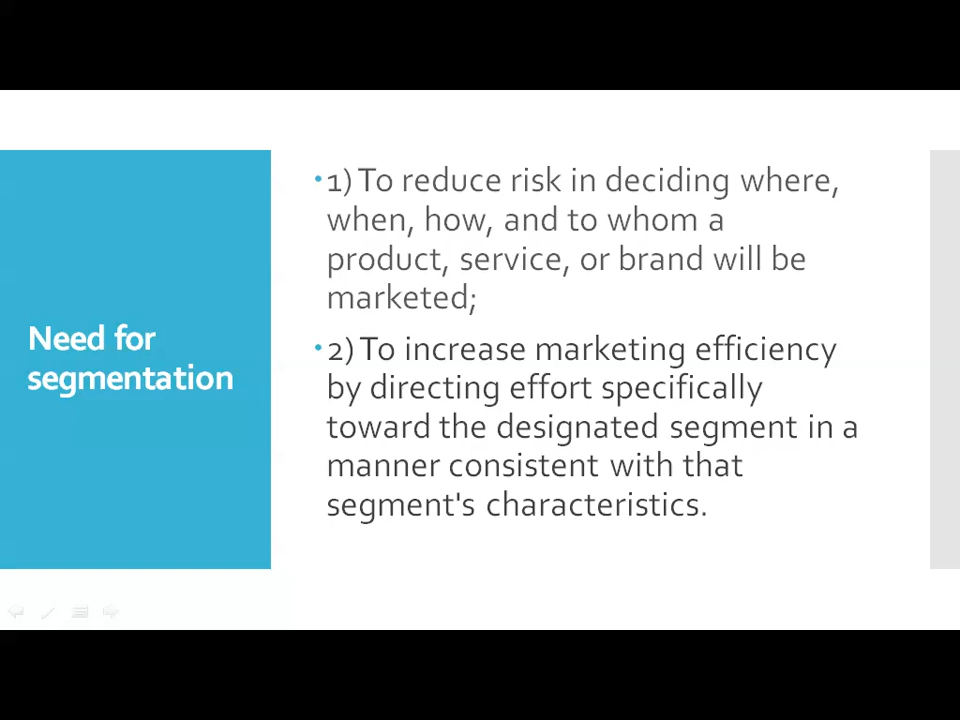 Need for
segmentation
•1) To reduce risk in deciding where,
when, how, and to whom a
product, service, or brand will be
marketed;
•2) To increase marketing efficiency
by directing effort specifically
toward the designated segment in a
manner consistent with that
segment's characteristics.